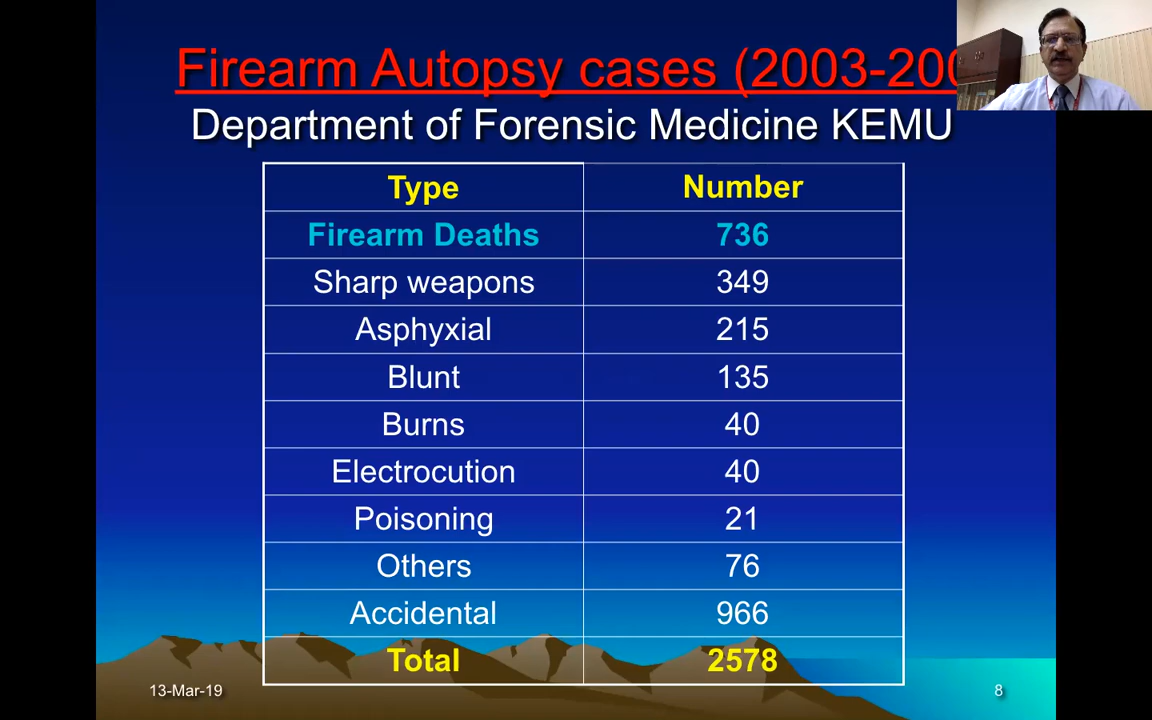 Firearm Autopsy cases (2003-200
Department of Forensic Medicine KEMU
Type Number
Firearm Deaths 736
Sharp weapons 349
Asphyxial 215
Blunt 135
Burns 40
Electrocution 40
Poisoning 21
Others 76
Accidental 966
Total 2578
13-Mar-19 8